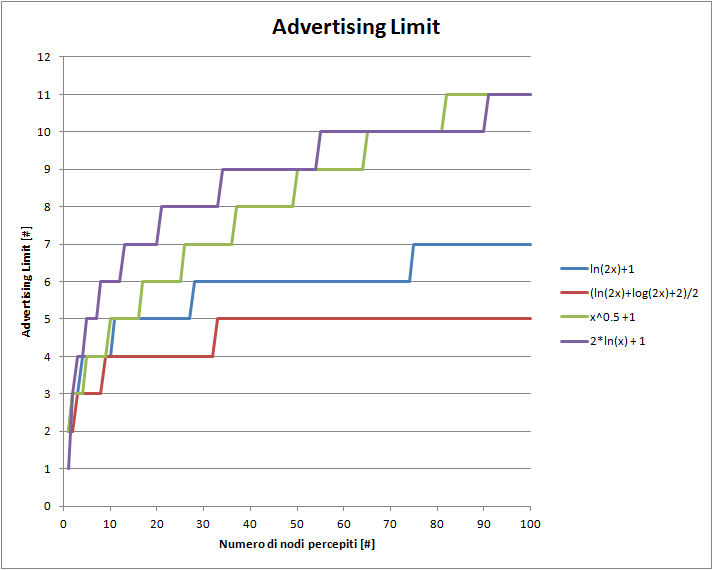 Advertising Limit
12
11
10
9
8
7
6
5
4
3
2
1
0
Advertising Limit [#]
0 10 20 30 40 50 60 70 80 90 100
Numero di nodi percepiti [#]
ln(2x)+1
(ln(2x)+log(2x)+2)/2
x^0.5 +1
2*ln(x) + 1